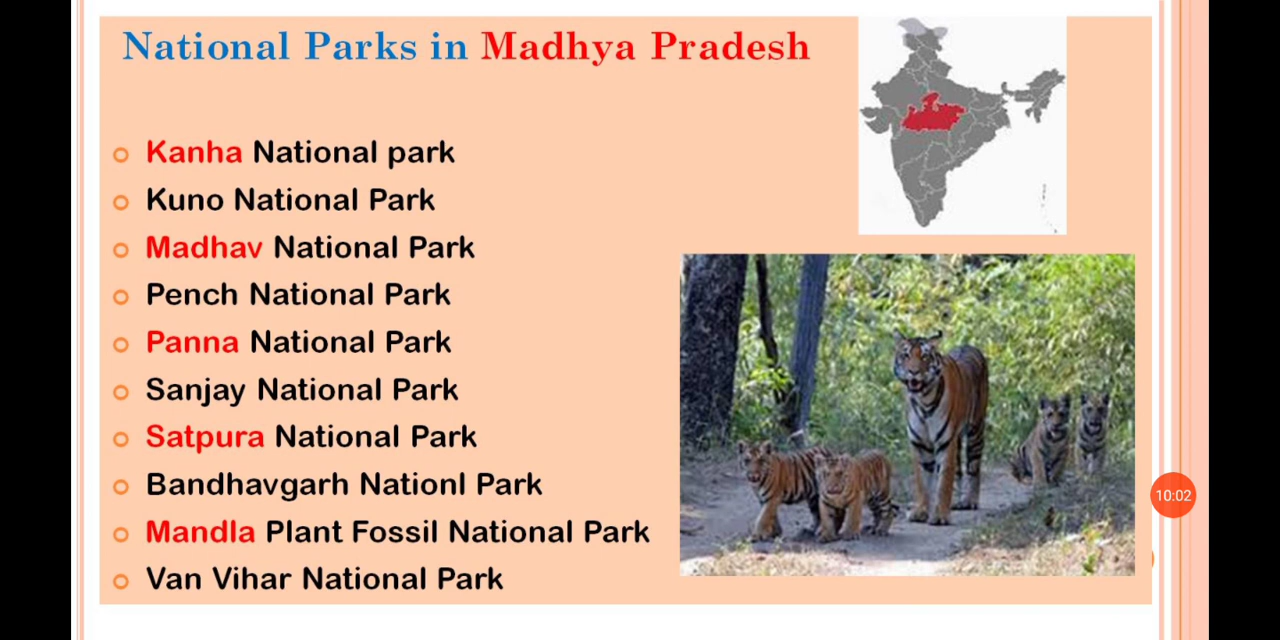 National Parks in Madhya Pradesh
Kanha National park
Kuno National Park
Madhav National Park
Pench National Park
Panna National Park
Sanjay National Park
Satpura National Park
Bandhavgarh Nationl Park
Mandla Plant Fossil National Park
Van Vihar National Park
10:02